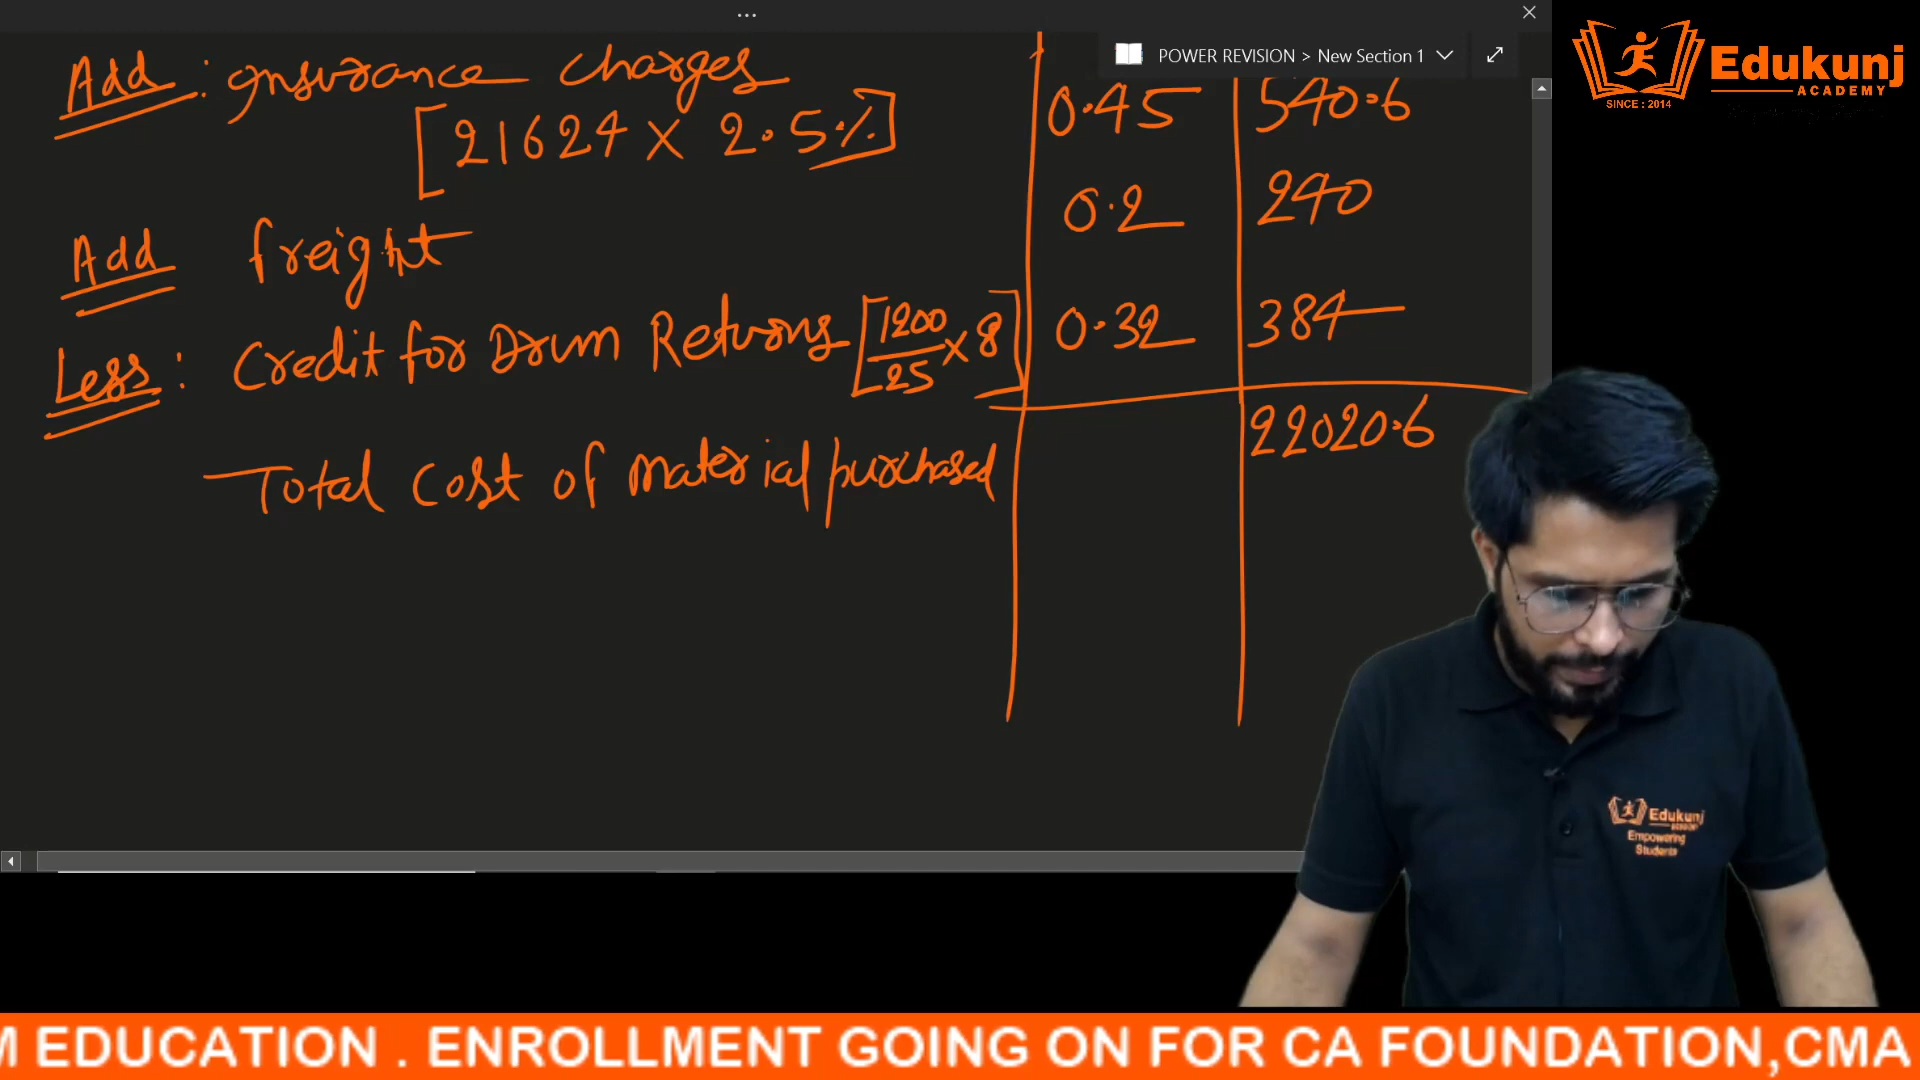 ...
POWER REVISION > New Section 1
Edukunj
ACADEMY
SINCE : 2014
Add : Insurance charges 0.45 540.6
[21624 X 2.5%]
0.2 240
Add freight
Less : Credit for Drum Returns [1200/25 x 8] 0.32 384
22020.6
Total Cost of material purchased
Edukunj
Empowering
Students
M EDUCATION . ENROLLMENT GOING ON FOR CA FOUNDATION,CMA